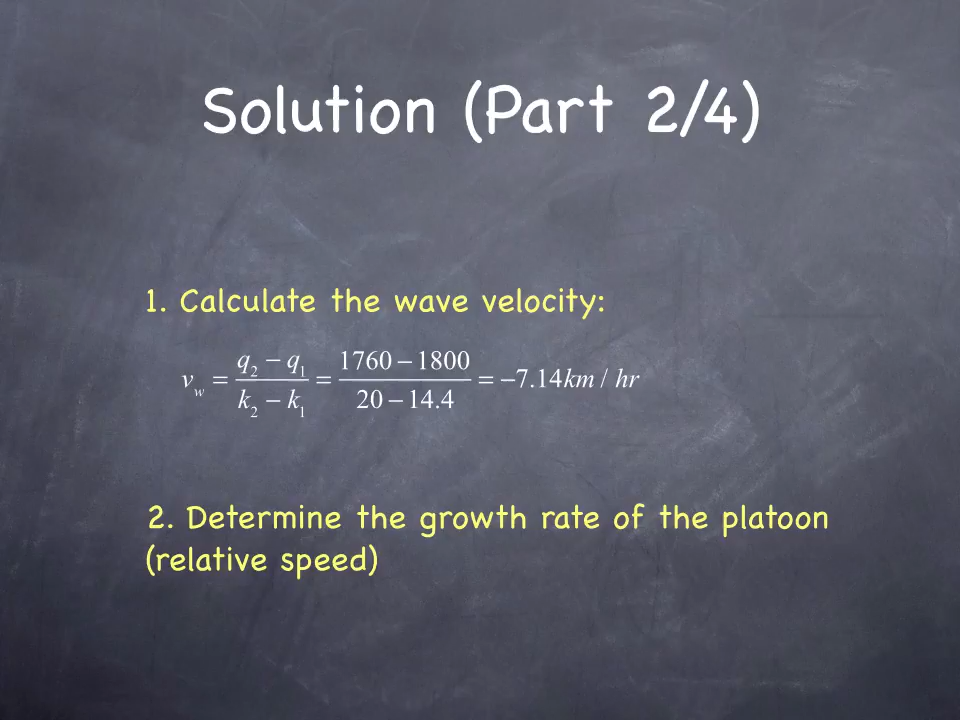 Solution (Part 2/4)
1. Calculate the wave velocity:
v_w = (q_2 − q_1)/(k_2 − k_1) = (1760 − 1800)/(20 − 14.4) = −7.14km / hr
2. Determine the growth rate of the platoon
(relative speed)